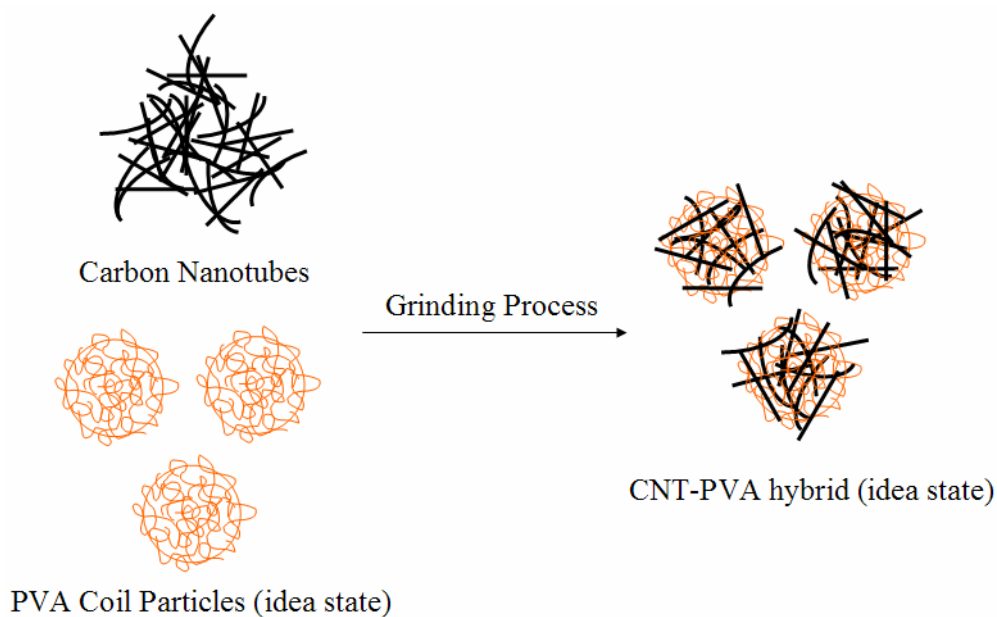 Carbon Nanotubes
Grinding Process
PVA Coil Particles (idea state)
CNT-PVA hybrid (idea state)